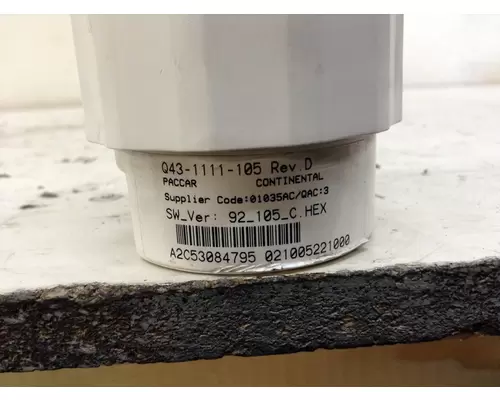 Q43-1111-105 Rev.D
PACCAR CONTINENTAL
Supplier Code:01035AC/QAC:3
SW_Ver: 92_105_C.HEX
A2C53084795 021005221000